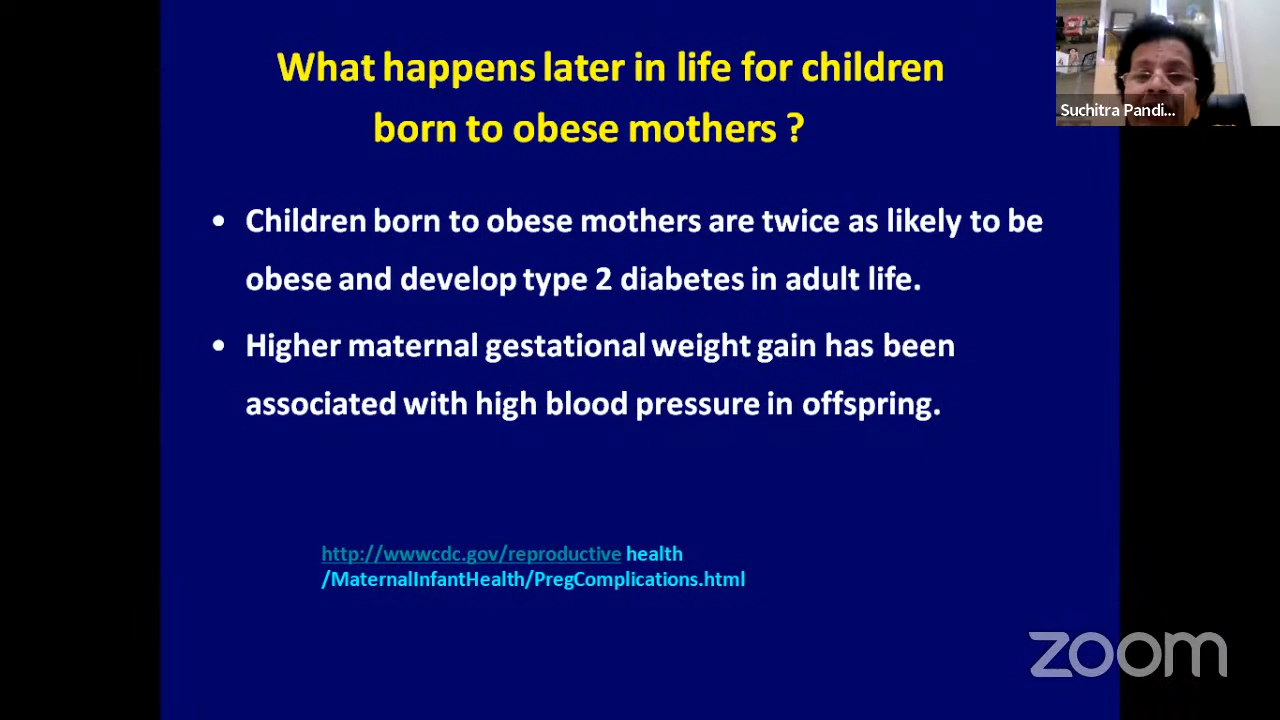 What happens later in life for children
born to obese mothers ?
Suchitra Pandi...
• Children born to obese mothers are twice as likely to be
obese and develop type 2 diabetes in adult life.
• Higher maternal gestational weight gain has been
associated with high blood pressure in offspring.
http://wwwcdc.gov/reproductive health
/MaternalInfantHealth/PregComplications.html
zoom